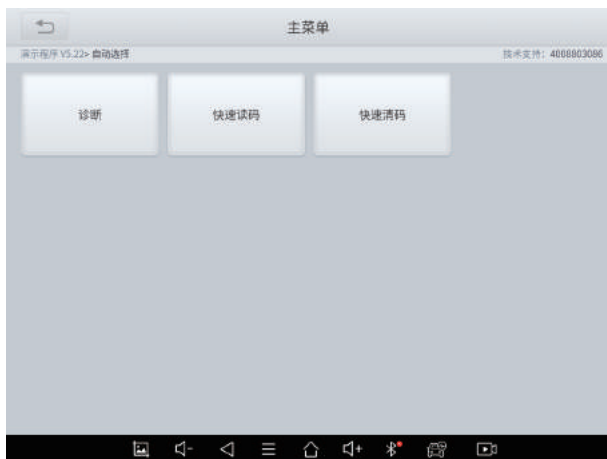 主菜单
演示程序 V5.22> 自动选择
技术支持：4008803086
诊断
快速读码
快速清码